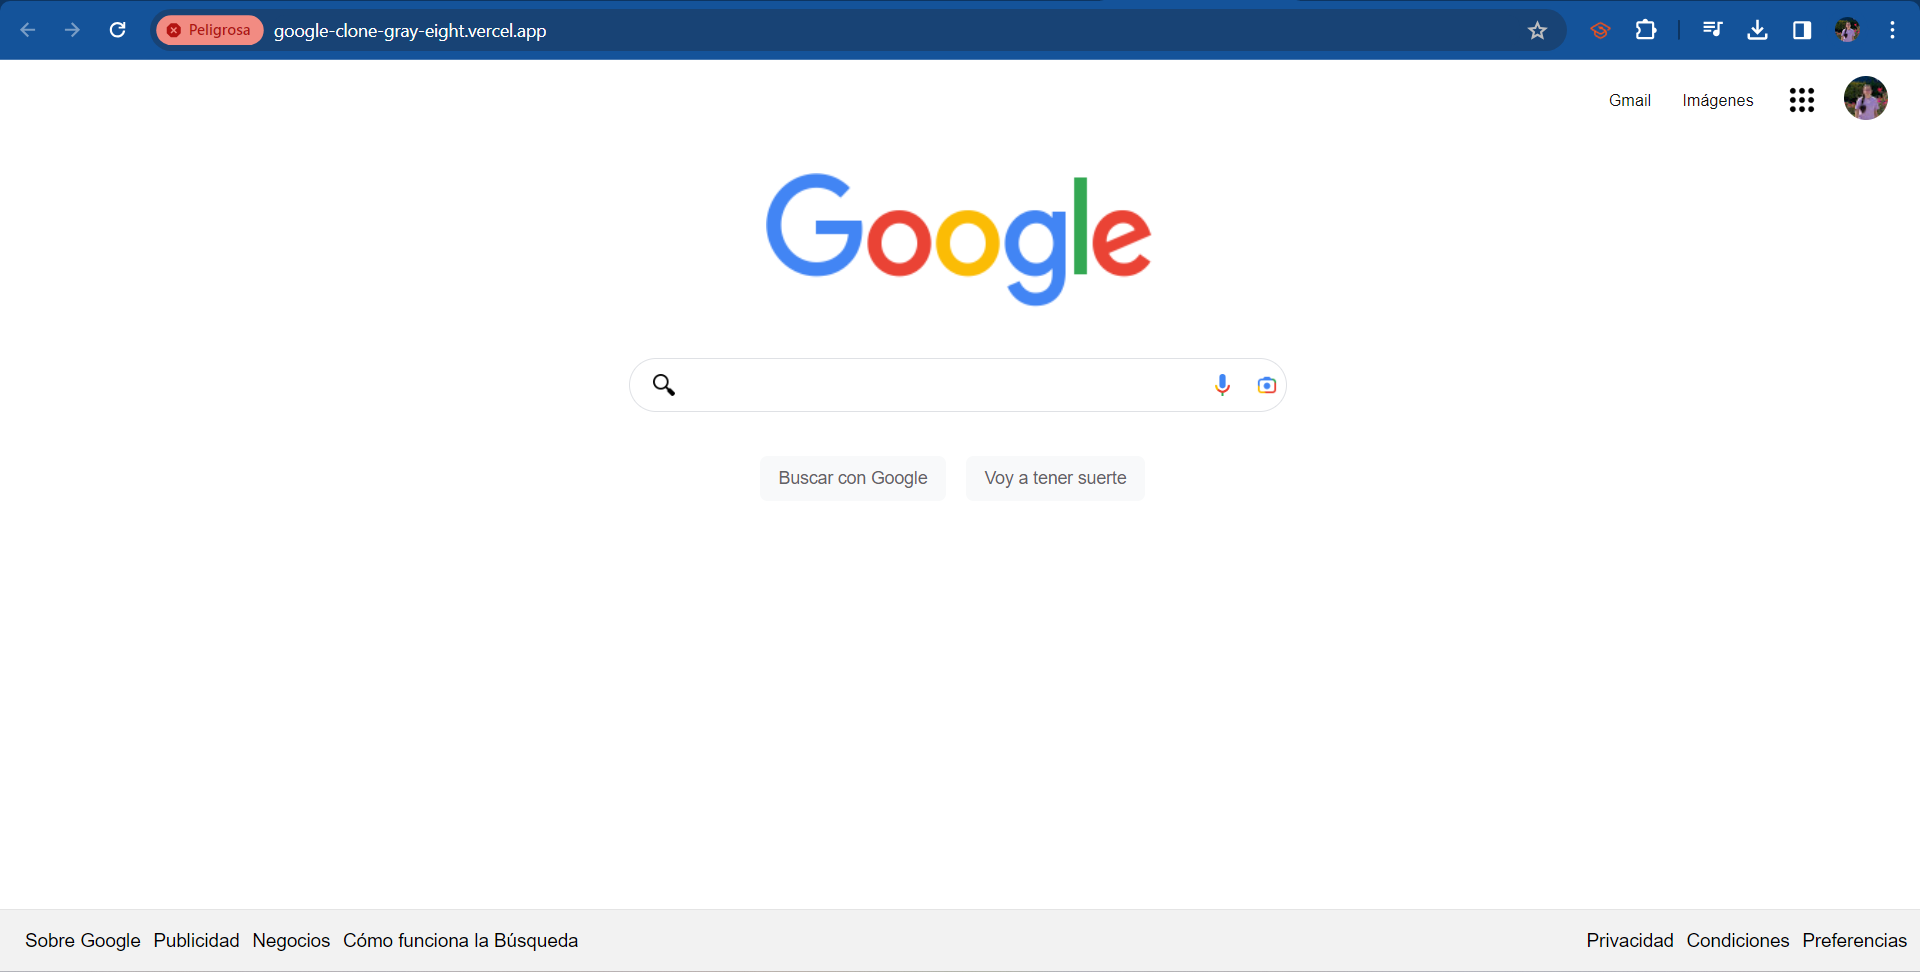 Peligrosa google-clone-gray-eight.vercel.app
Gmail Imágenes
Google
Buscar con Google Voy a tener suerte
Sobre Google Publicidad Negocios Cómo funciona la Búsqueda Privacidad Condiciones Preferencias